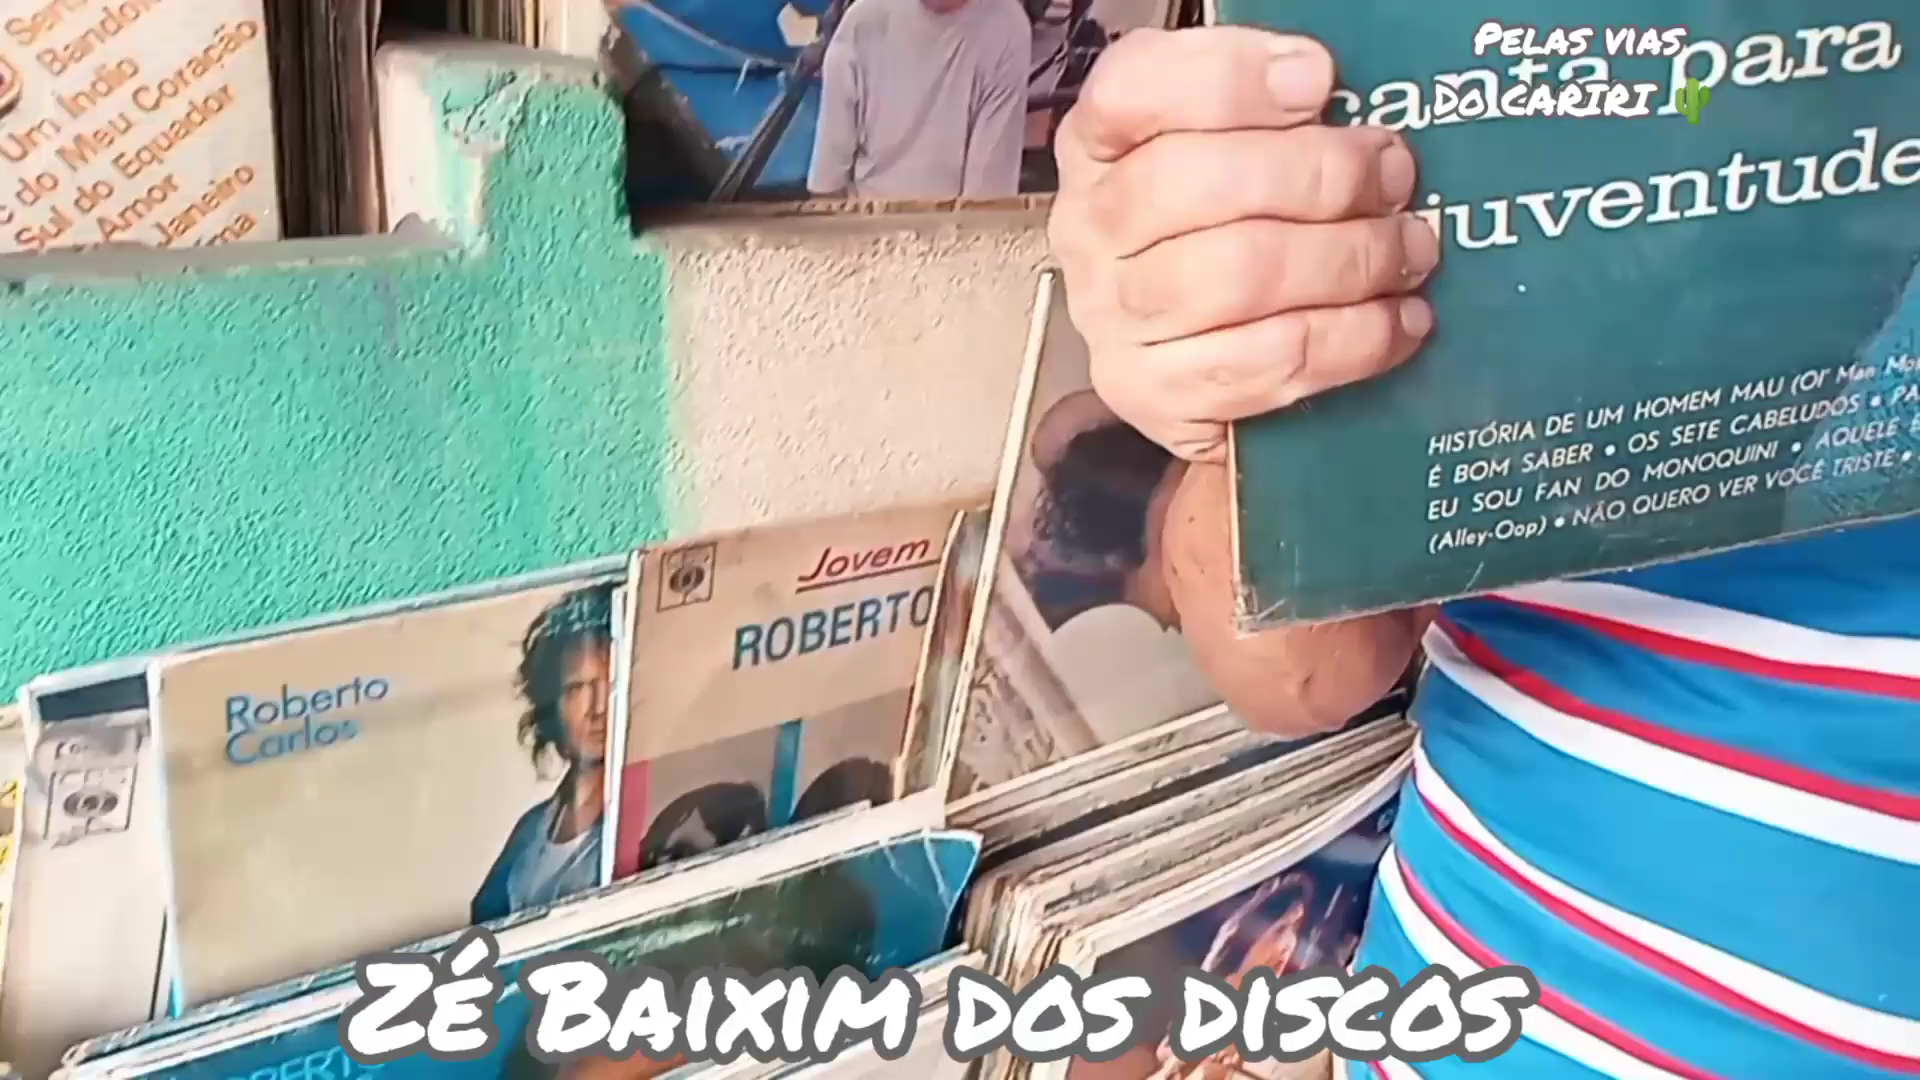 Bandol
Um Índio
c do Meu Coração
Sul do Equador
Amor
Janeiro
PELAS VIAS
DO CARIRI
canta para
juventude
HISTÓRIA DE UM HOMEM MAU (Ol' Man Mo
É BOM SABER • OS SETE CABELUDOS • PA
EU SOU FAN DO MONOQUINI • AQUELE
(Alley-Oop) • NÃO QUERO VER VOCÊ TRISTE •
Jovem
ROBERTO
Roberto
Carlos
ROBERTO
ZÉ BAIXIM DOS DISCOS